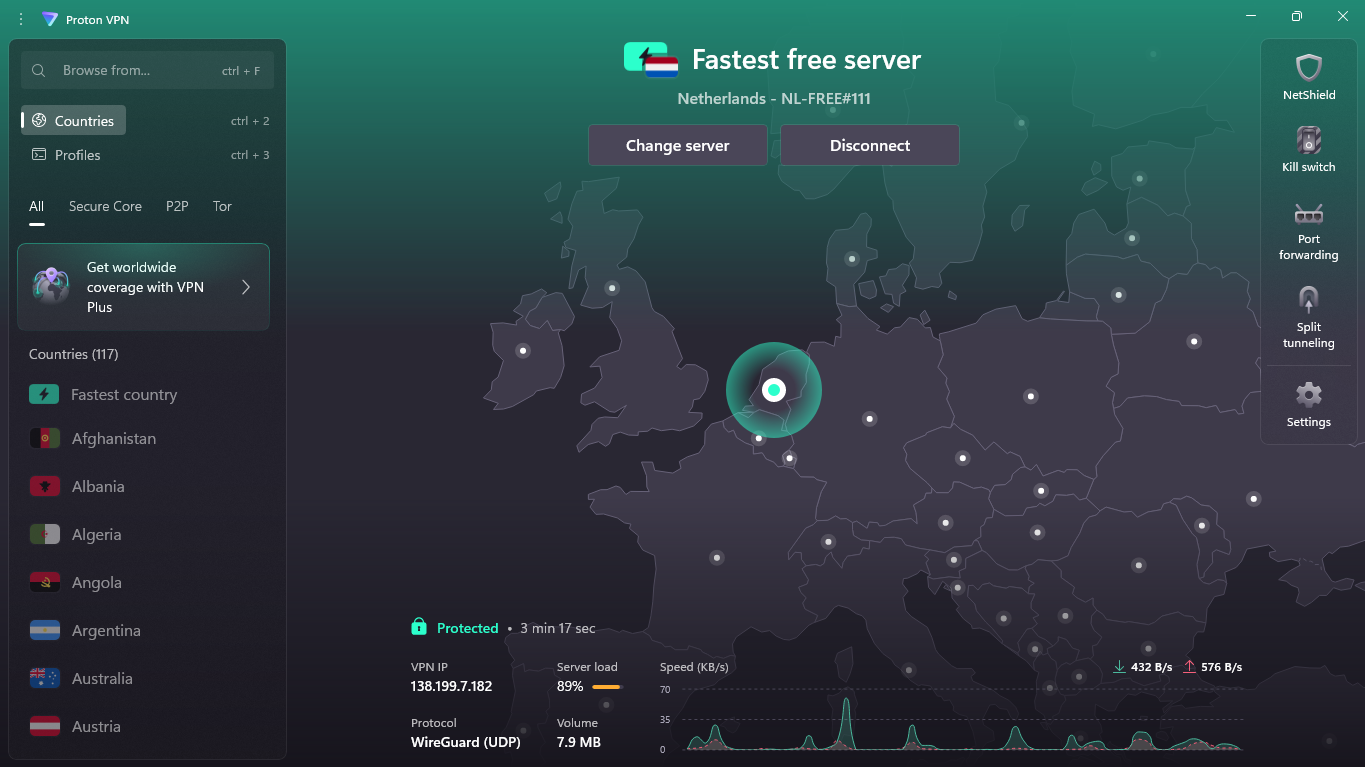 Proton VPN
Browse from...
ctrl + F
Countries
ctrl + 2
Profiles
ctrl + 3
All
Secure Core
P2P
Tor
Get worldwide
coverage with VPN
Plus
Countries (117)
Fastest country
Afghanistan
Albania
Algeria
Angola
Argentina
Australia
Austria
Fastest free server
Netherlands - NL-FREE#111
Change server
Disconnect
Protected • 3 min 17 sec
VPN IP
138.199.7.182
Server load
89%
Protocol
WireGuard (UDP)
Volume
7.9 MB
Speed (KB/s)
432 B/s
576 B/s
70
35
0
NetShield
Kill switch
Port
forwarding
Split
tunneling
Settings